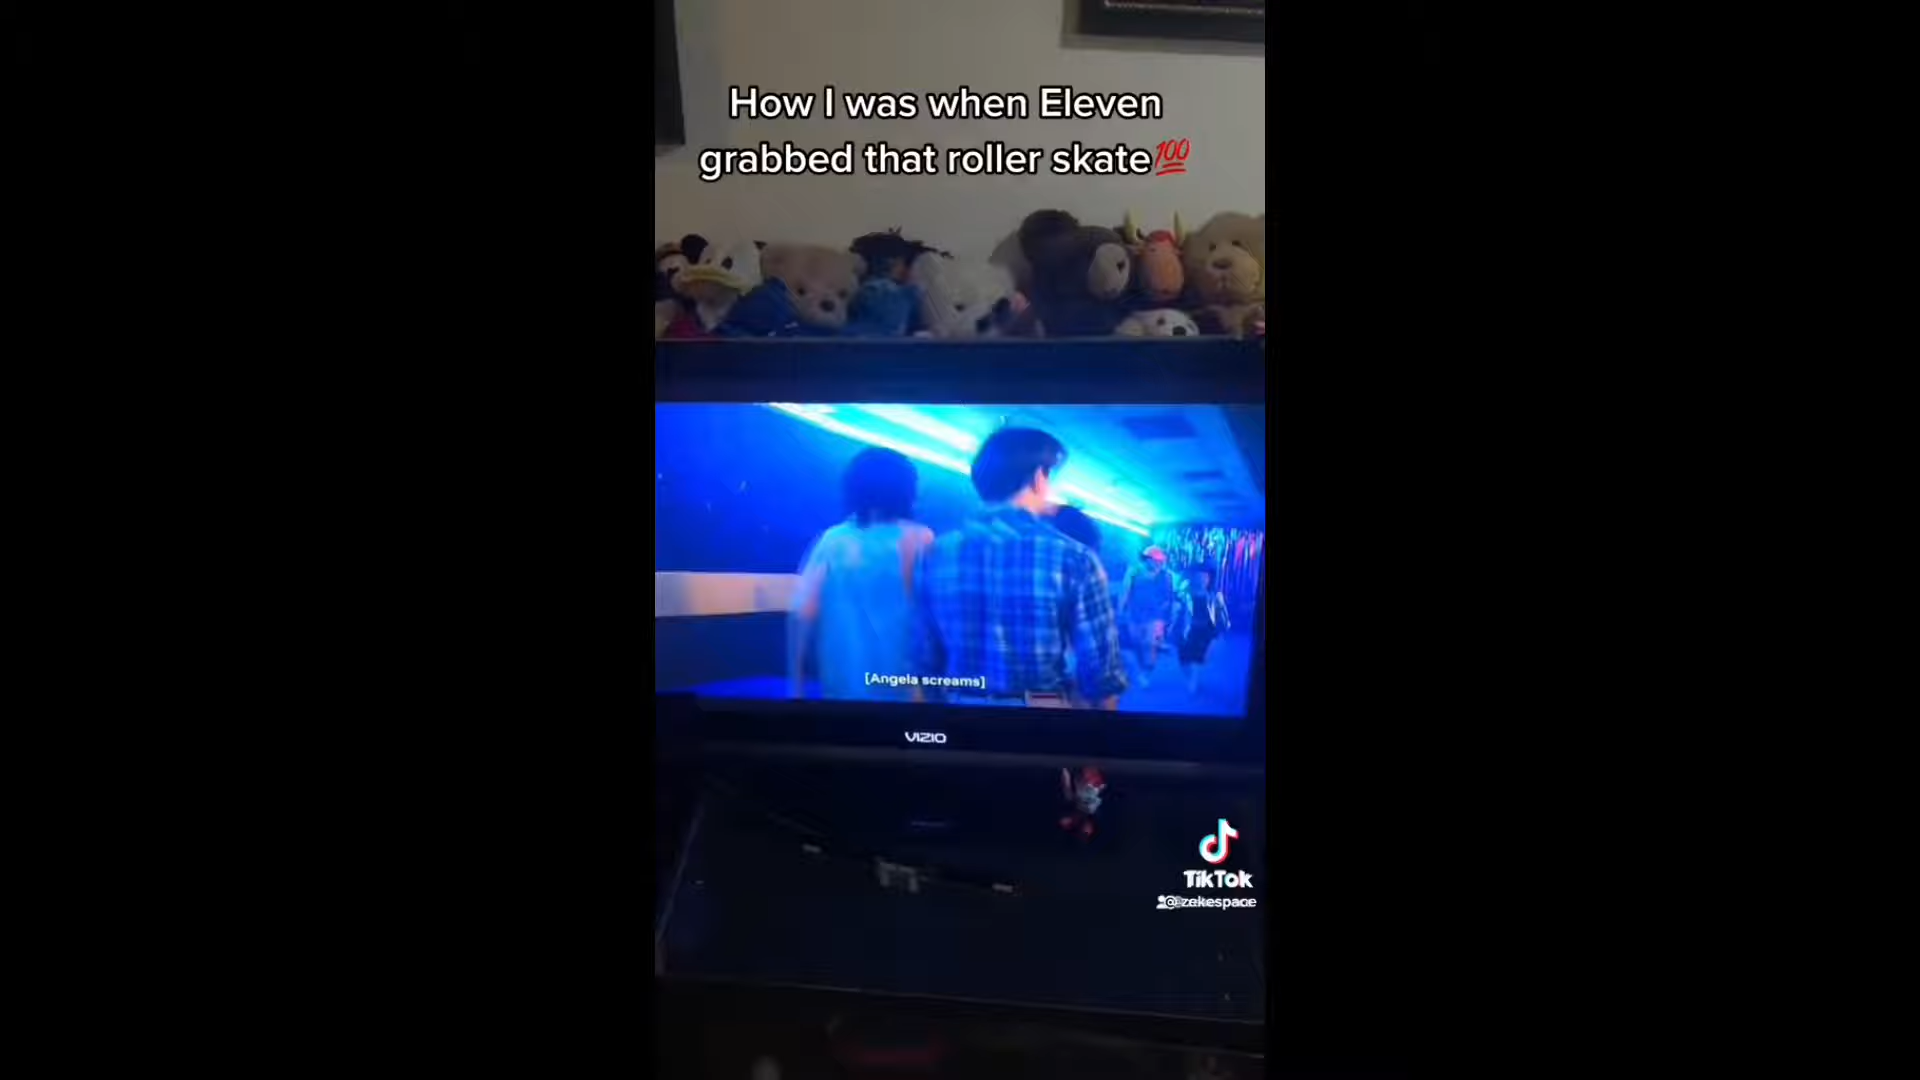 How I was when Eleven
grabbed that roller skate💯
[Angela screams]
VIZIO
TikTok
@zekespace